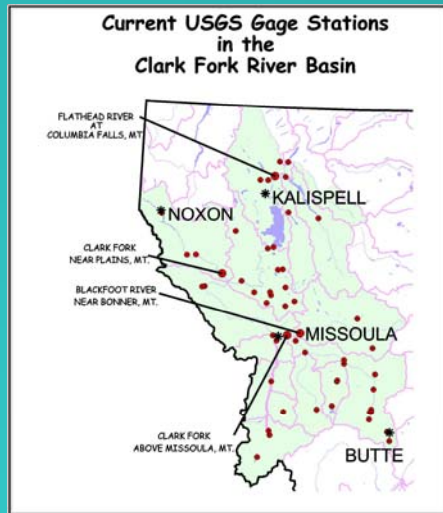 Current USGS Gage Stations
in the
Clark Fork River Basin
FLATHEAD RIVER
AT
COLUMBIA FALLS, MT.
KALISPELL
NOXON
CLARK FORK
NEAR PLAINS, MT.
BLACKFOOT RIVER
NEAR BONNER, MT.
MISSOULA
CLARK FORK
ABOVE MISSOULA, MT.
BUTTE